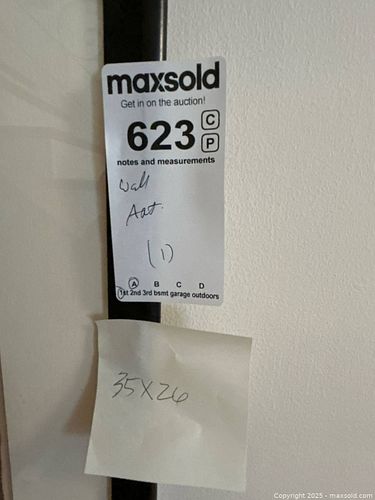 maxsold
Get in on the auction!
623 C
P
notes and measurements
Wall
Art.
(1)
A B C D
1st 2nd 3rd bsmt garage outdoors
35x26
Copyright © 2025 - maxsold.com